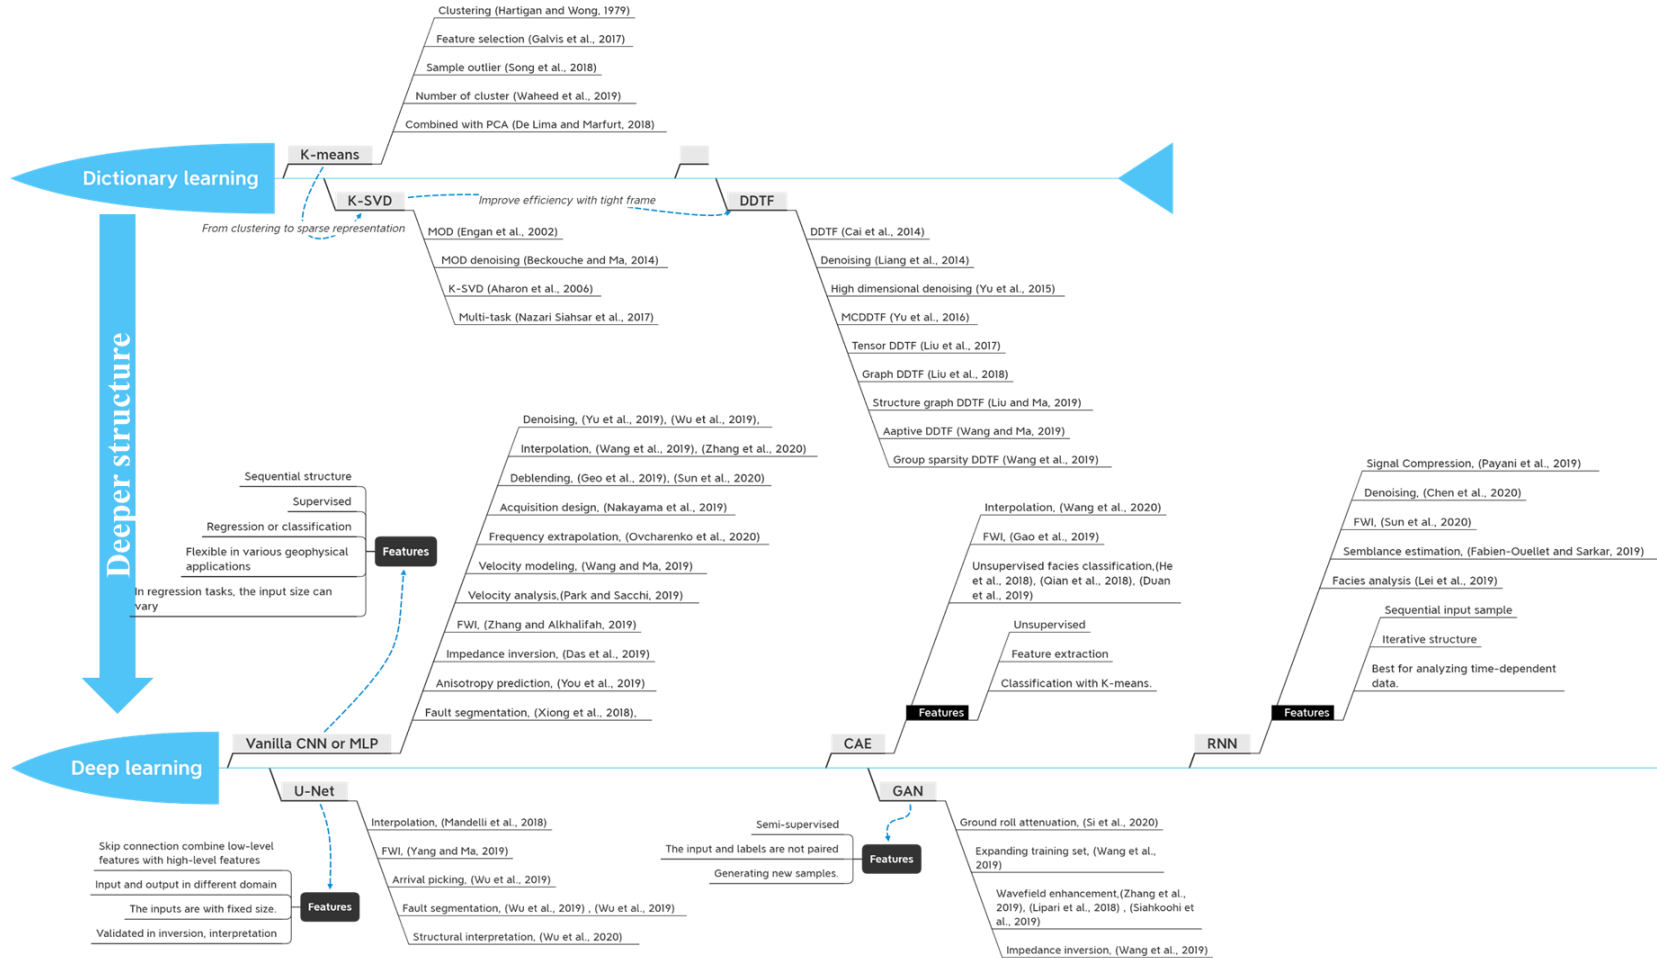 Clustering (Hartigan and Wong, 1979)
Feature selection (Galvis et al., 2017)
Sample outlier (Song et al., 2018)
Number of cluster (Waheed et al., 2019)
Combined with PCA (De Lima and Marfurt, 2018)
K-means
Dictionary learning
K-SVD
Improve efficiency with tight frame
DDTF
From clustering to sparse representation
MOD (Engan et al., 2002)
MOD denoising (Beckouche and Ma, 2014)
K-SVD (Aharon et al., 2006)
Multi-task (Nazari Siahsar et al., 2017)
DDTF (Cai et al., 2014)
Denoising (Liang et al., 2014)
High dimensional denoising (Yu et al., 2015)
MCDDTF (Yu et al., 2016)
Tensor DDTF (Liu et al., 2017)
Graph DDTF (Liu et al., 2018)
Structure graph DDTF (Liu and Ma, 2019)
Aaptive DDTF (Wang and Ma, 2019)
Group sparsity DDTF (Wang et al., 2019)
Deeper structure
Sequential structure
Supervised
Regression or classification
Flexible in various geophysical
applications
In regression tasks, the input size can
vary
Features
Denoising, (Yu et al., 2019), (Wu et al., 2019),
Interpolation, (Wang et al., 2019), (Zhang et al., 2020)
Deblending, (Geo et al., 2019), (Sun et al., 2020)
Acquisition design, (Nakayama et al., 2019)
Frequency extrapolation, (Ovcharenko et al., 2020)
Velocity modeling, (Wang and Ma, 2019)
Velocity analysis,(Park and Sacchi, 2019)
FWI, (Zhang and Alkhalifah, 2019)
Impedance inversion, (Das et al., 2019)
Anisotropy prediction, (You et al., 2019)
Fault segmentation, (Xiong et al., 2018),
Vanilla CNN or MLP
Deep learning
Interpolation, (Wang et al., 2020)
FWI, (Gao et al., 2019)
Unsupervised facies classification,(He
et al., 2018), (Qian et al., 2018), (Duan
et al., 2019)
Unsupervised
Feature extraction
Classification with K-means.
Features
CAE
Signal Compression, (Payani et al., 2019)
Denoising, (Chen et al., 2020)
FWI, (Sun et al., 2020)
Semblance estimation, (Fabien-Ouellet and Sarkar, 2019)
Facies analysis (Lei et al., 2019)
Sequential input sample
Iterative structure
Best for analyzing time-dependent
data.
Features
RNN
U-Net
Interpolation, (Mandelli et al., 2018)
FWI, (Yang and Ma, 2019)
Arrival picking, (Wu et al., 2019)
Fault segmentation, (Wu et al., 2019) , (Wu et al., 2019)
Structural interpretation, (Wu et al., 2020)
Skip connection combine low-level
features with high-level features
Input and output in different domain
The inputs are with fixed size.
Validated in inversion, interpretation
Features
GAN
Semi-supervised
The input and labels are not paired
Generating new samples.
Features
Ground roll attenuation, (Si et al., 2020)
Expanding training set, (Wang et al.,
2019)
Wavefield enhancement,(Zhang et al.,
2019), (Lipari et al., 2018) , (Siahkoohi et
al., 2019)
Impedance inversion, (Wang et al., 2019)